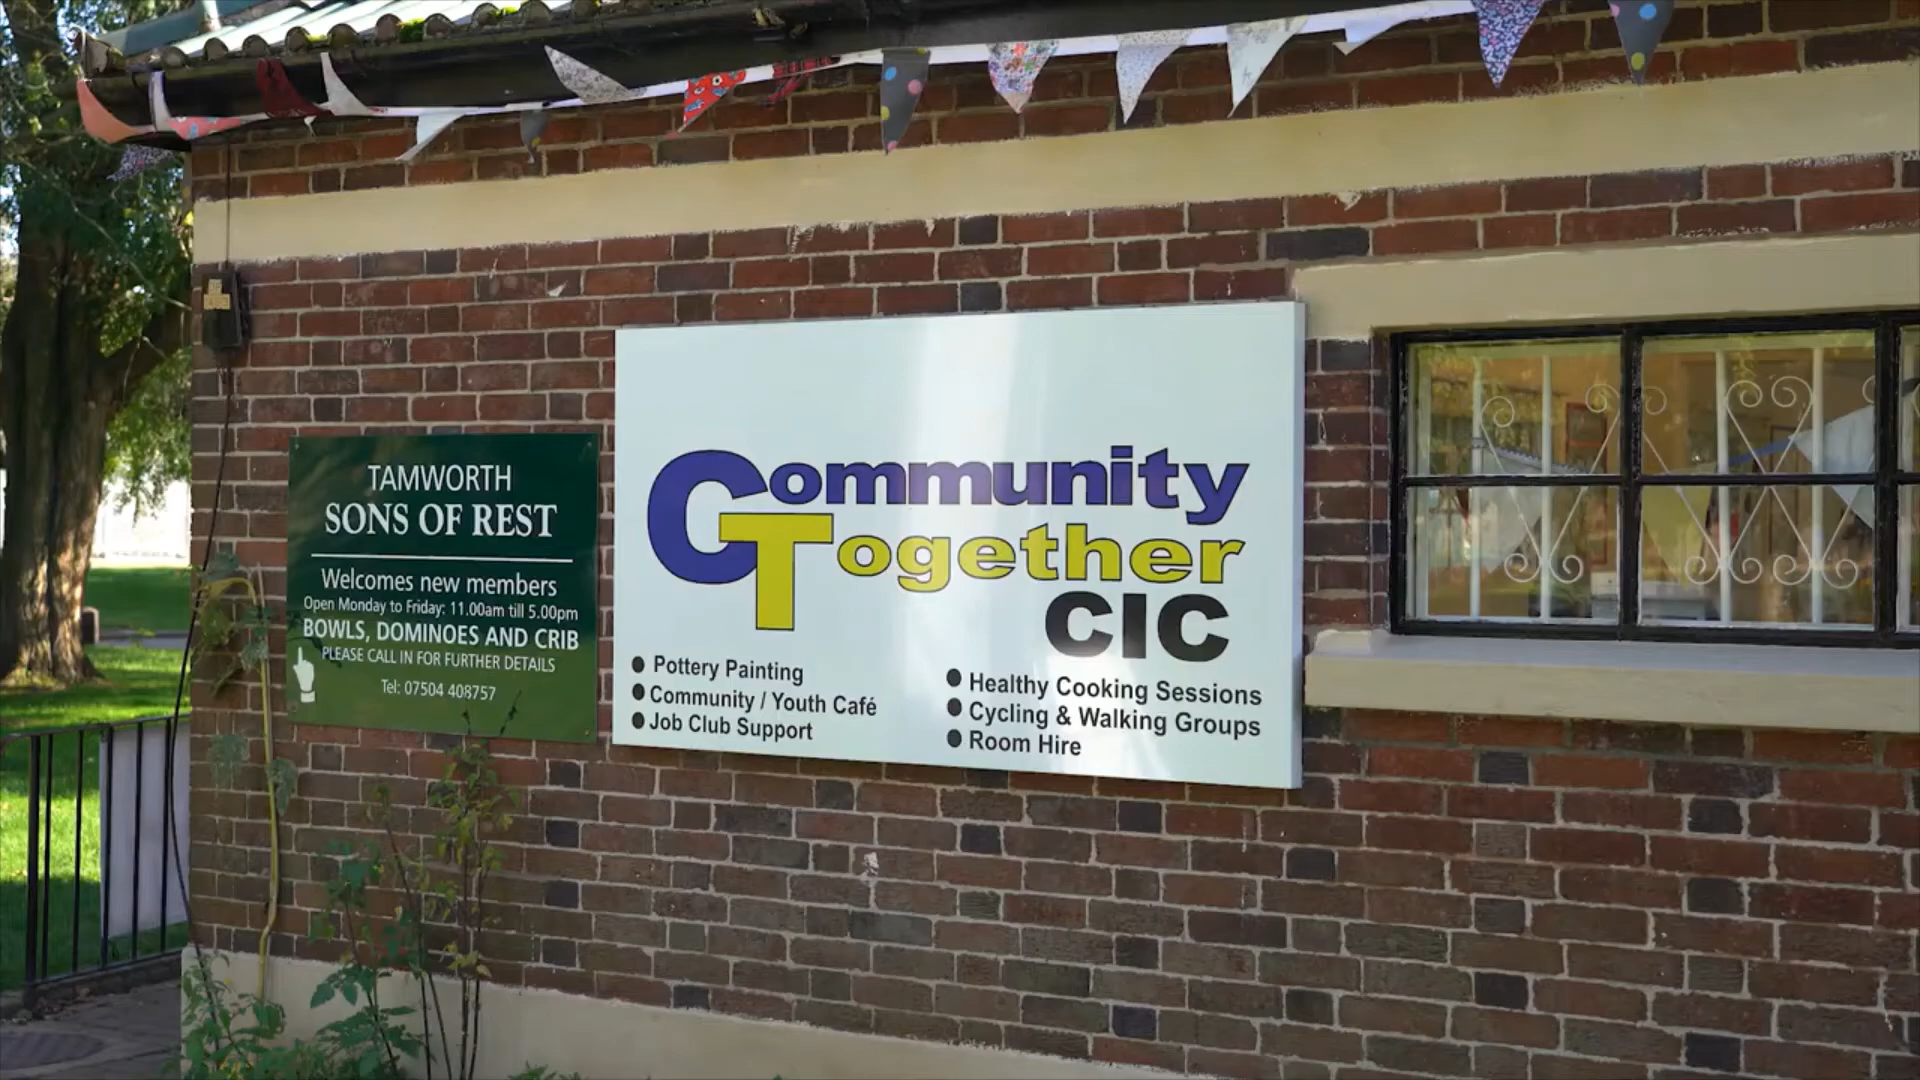 TAMWORTH
SONS OF REST
Welcomes new members
Open Monday to Friday: 11.00am till 5.00pm
BOWLS, DOMINOES AND CRIB
PLEASE CALL IN FOR FURTHER DETAILS
Tel: 07504 408757
Community
Together
CIC
● Pottery Painting
● Community / Youth Café
● Job Club Support
● Healthy Cooking Sessions
● Cycling & Walking Groups
● Room Hire